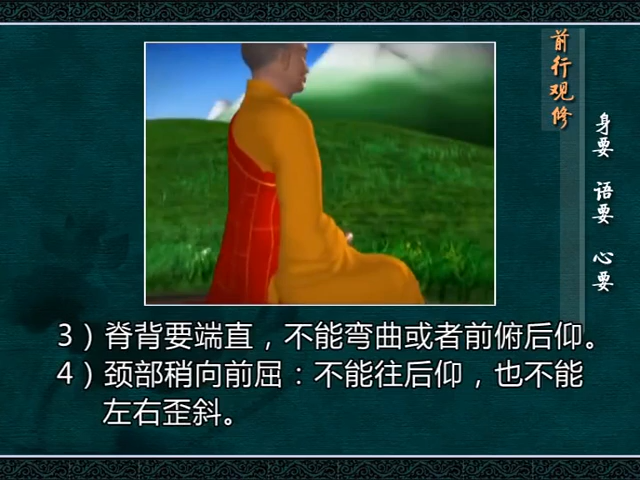 前行观修
身要 语要 心要
3）脊背要端直，不能弯曲或者前俯后仰。
4）颈部稍向前屈：不能往后仰，也不能
左右歪斜。